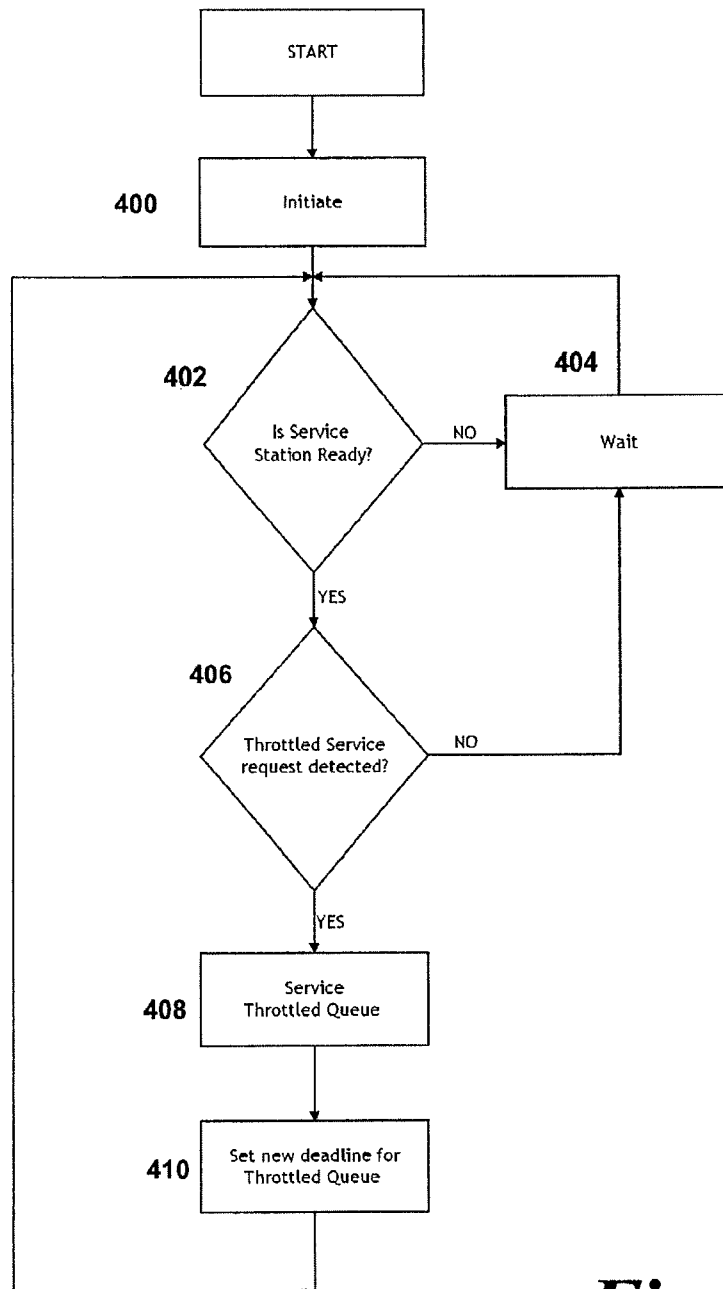 START
400
Initiate
402
404
Is Service
Station Ready?
NO
Wait
YES
406
Throttled Service
request detected?
NO
YES
408
Service
Throttled Queue
410
Set new deadline for
Throttled Queue